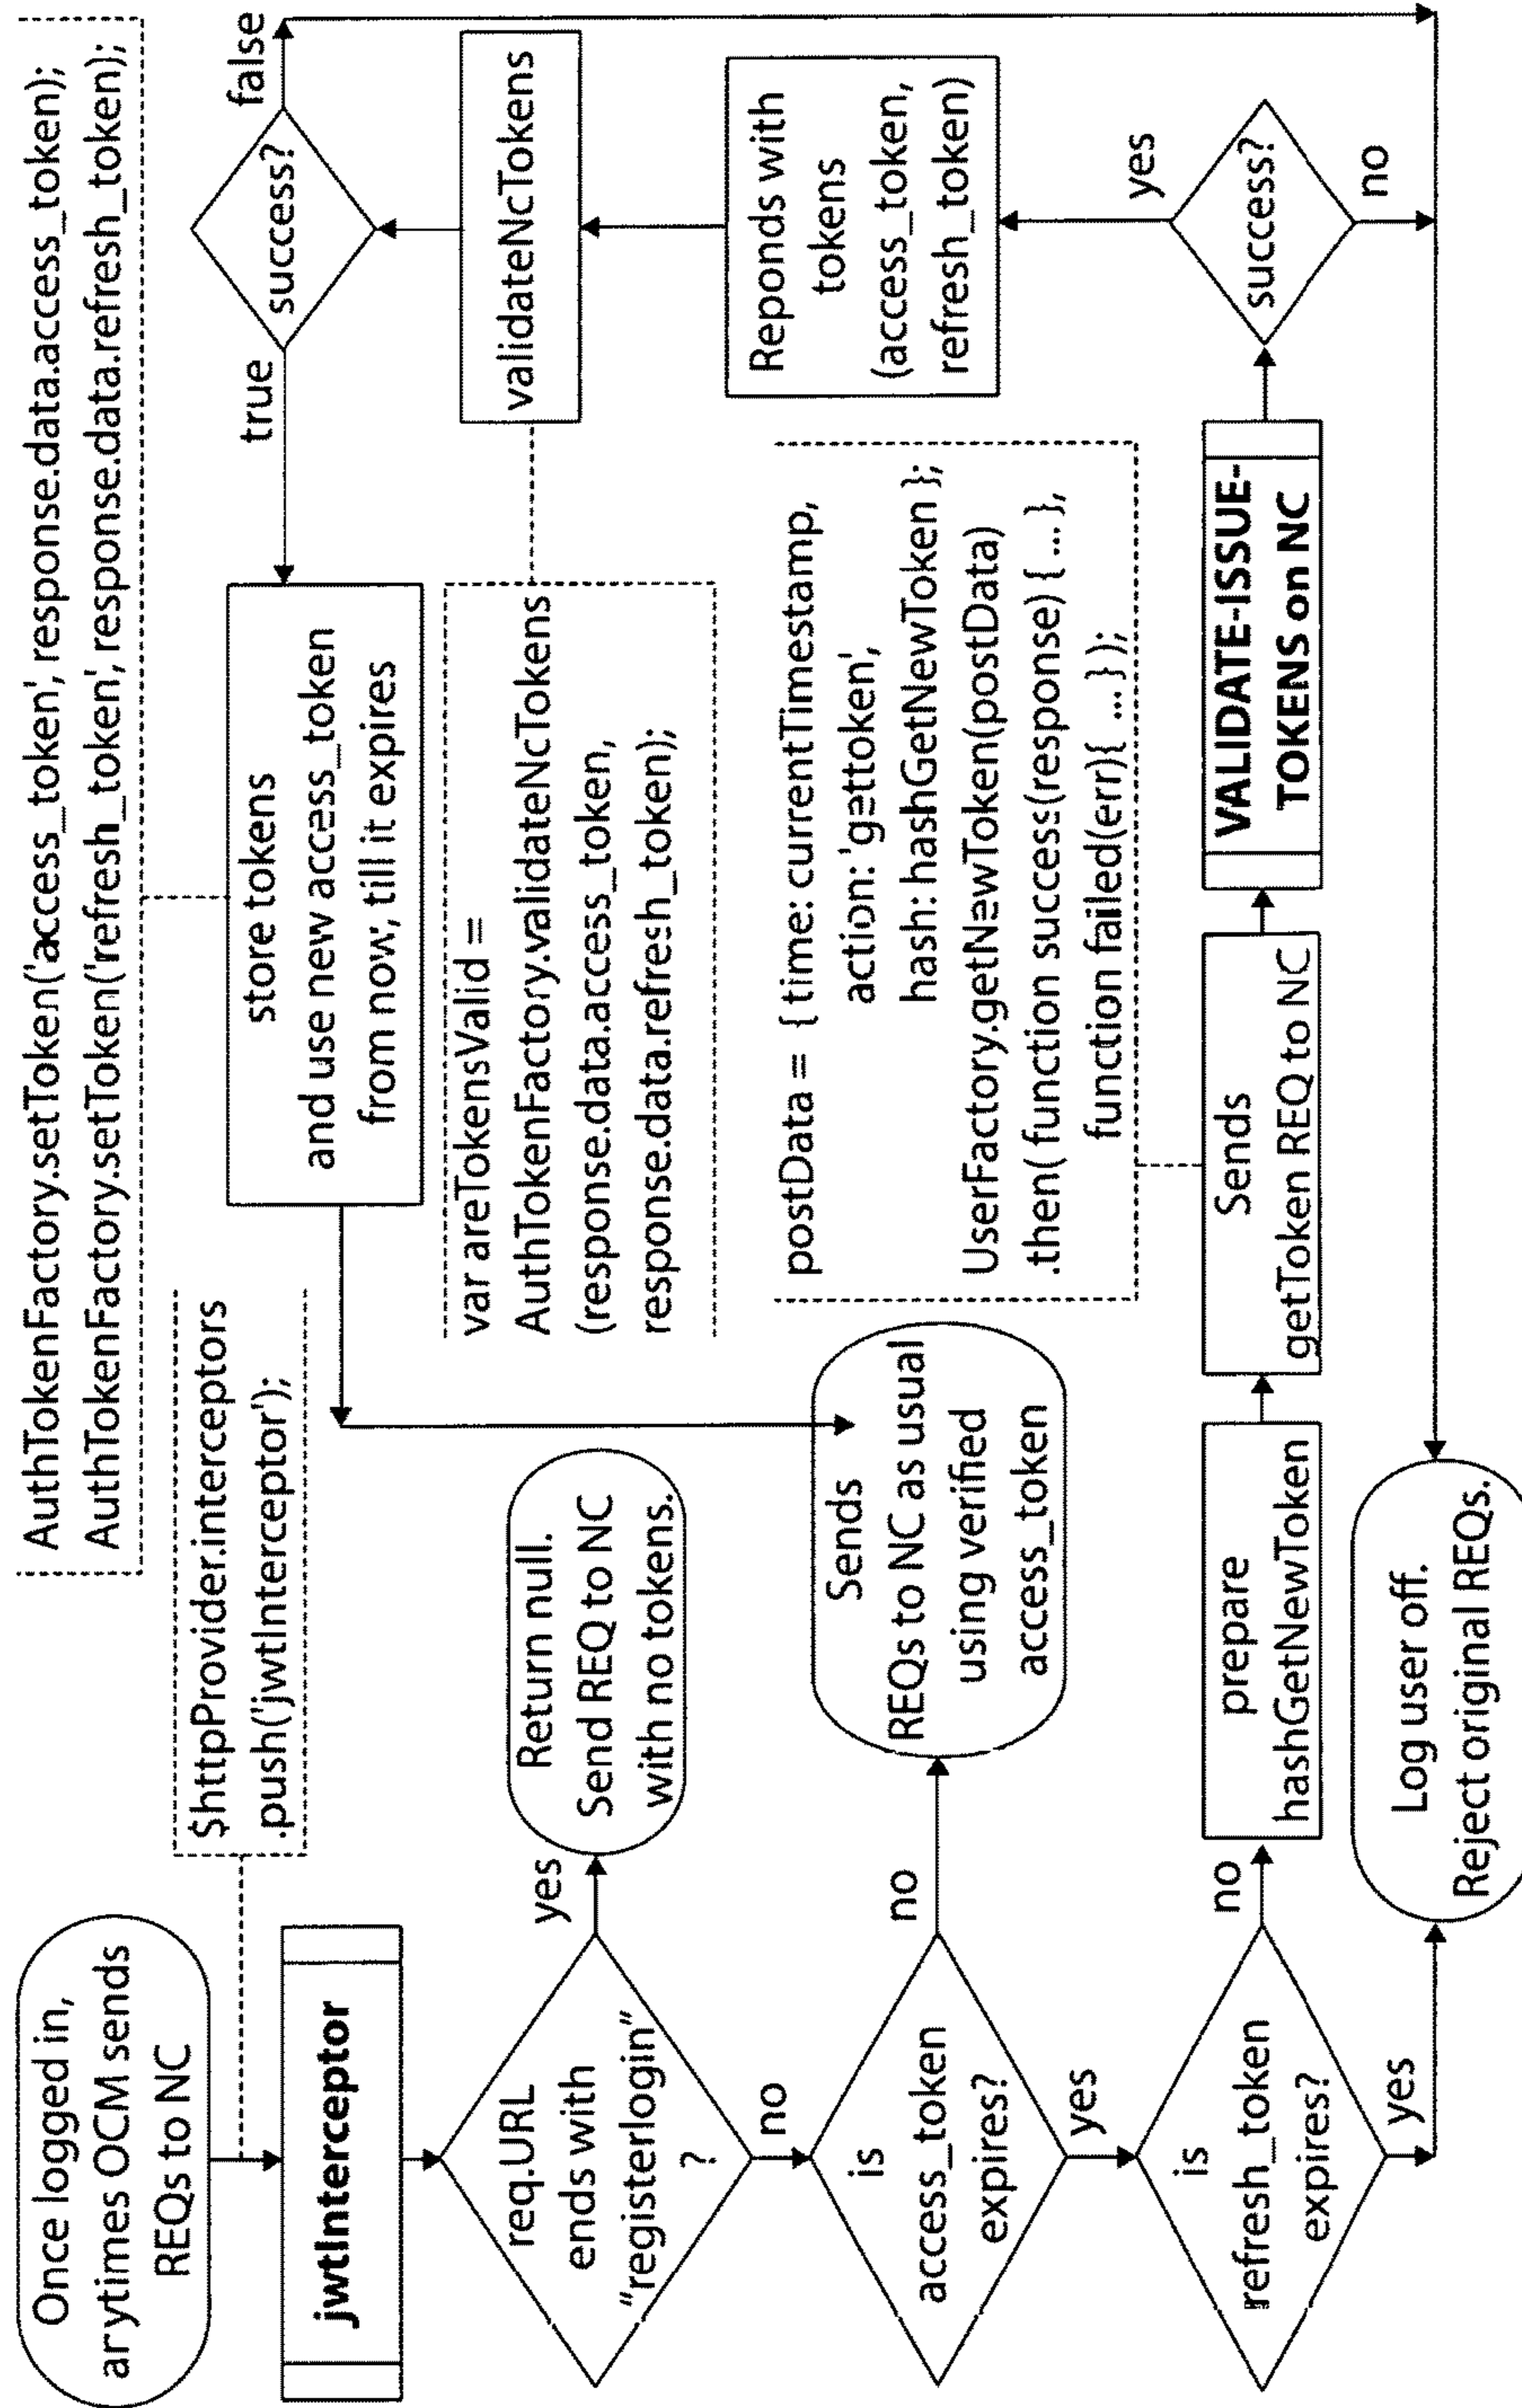 AuthTokenFactory.setToken('access_token', response.data.access_token);
AuthTokenFactory.setToken('refresh_token', response.data.refresh_token);
Once logged in,
arytimes OCM sends
REQs to NC
$httpProvider.interceptors
.push('jwtInterceptor');
jwtInterceptor
req.URL
ends with
"registerlogin"
?
yes
Return null.
Send REQ to NC
with no tokens.
no
is
access_token
expires?
no
Sends
REQs to NC as usual
using verified
access_token
yes
is
refresh_token
expires?
yes
Log user off.
Reject original REQs.
no
prepare
hashGetNewToken
Sends
getToken REQ to NC
postData = { time: currentTimestamp,
action: 'gettoken',
hash: hashGetNewToken };
UserFactory.getNewToken(postData)
.then( function success(response) { ... },
function failed(err){ ... } );
VALIDATE-ISSUE-
TOKENS on NC
success?
no
yes
Reponds with
tokens
(access_token,
refresh_token)
validateNcTokens
var areTokensValid =
AuthTokenFactory.validateNcTokens
(response.data.access_token,
response.data.refresh_token);
success?
false
true
store tokens
and use new access_token
from now, till it expires